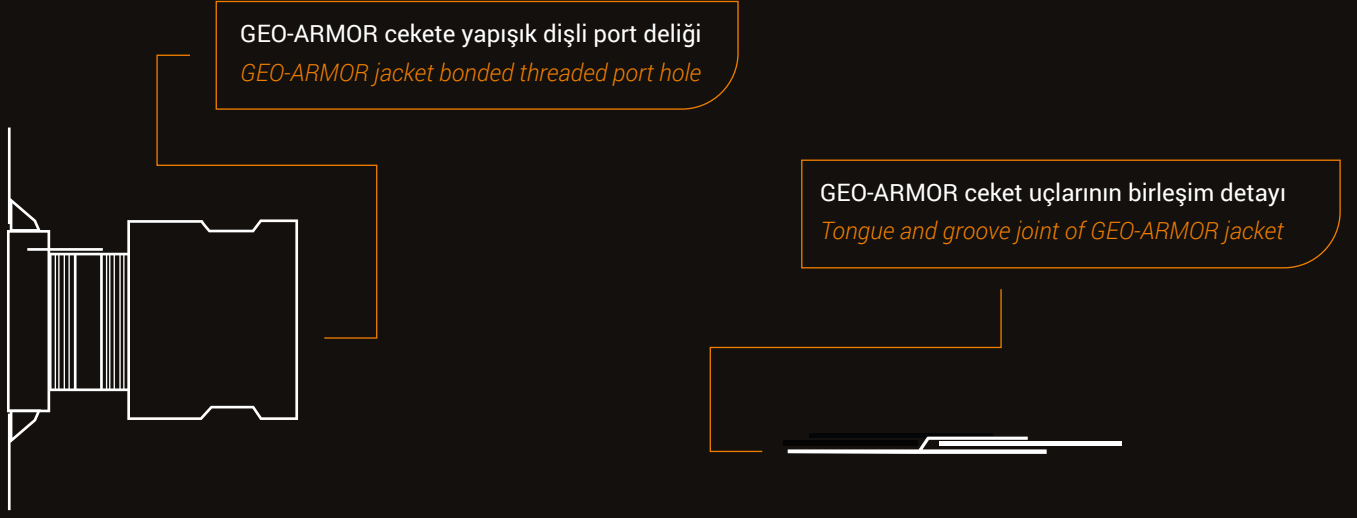 GEO-ARMOR cekete yapışık dişli port deliği
GEO-ARMOR jacket bonded threaded port hole
GEO-ARMOR ceket uçlarının birleşim detayı
Tongue and groove joint of GEO-ARMOR jacket